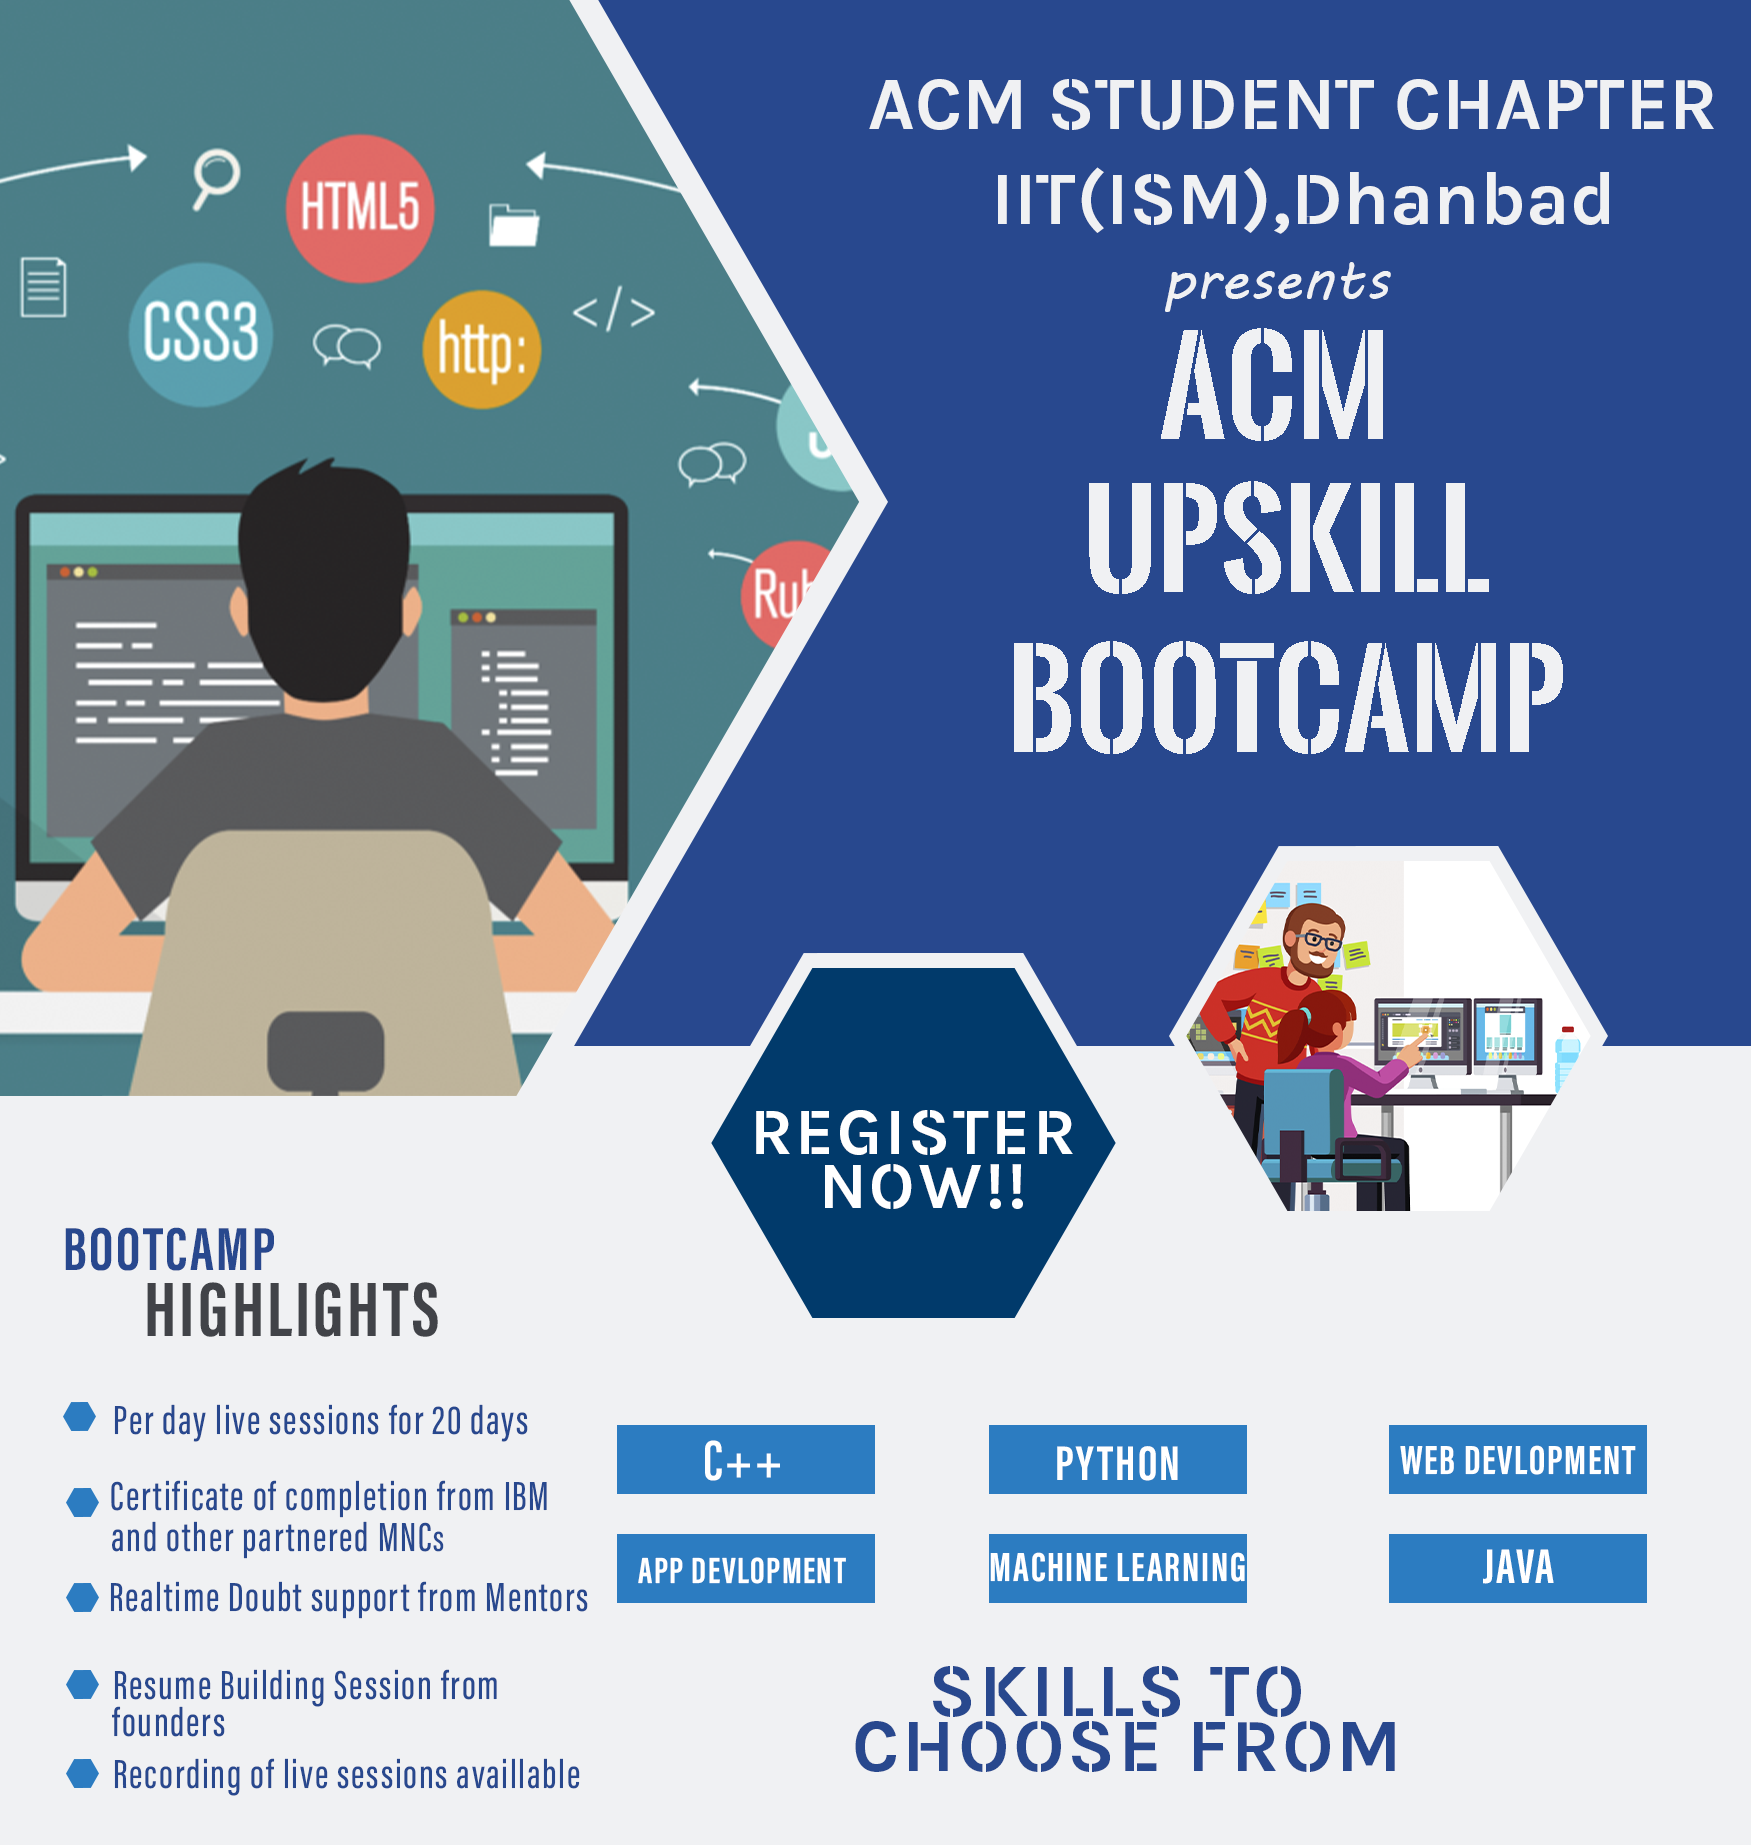 ACM STUDENT CHAPTER
IIT(ISM),Dhanbad
presents
ACM
UPSKILL
BOOTCAMP
HTML5
CSS3
http:
</>
REGISTER
NOW!!
BOOTCAMP
HIGHLIGHTS
Per day live sessions for 20 days
Certificate of completion from IBM
and other partnered MNCs
Realtime Doubt support from Mentors
Resume Building Session from
founders
Recording of live sessions availlable
C++
PYTHON
WEB DEVLOPMENT
APP DEVLOPMENT
MACHINE LEARNING
JAVA
SKILLS TO
CHOOSE FROM